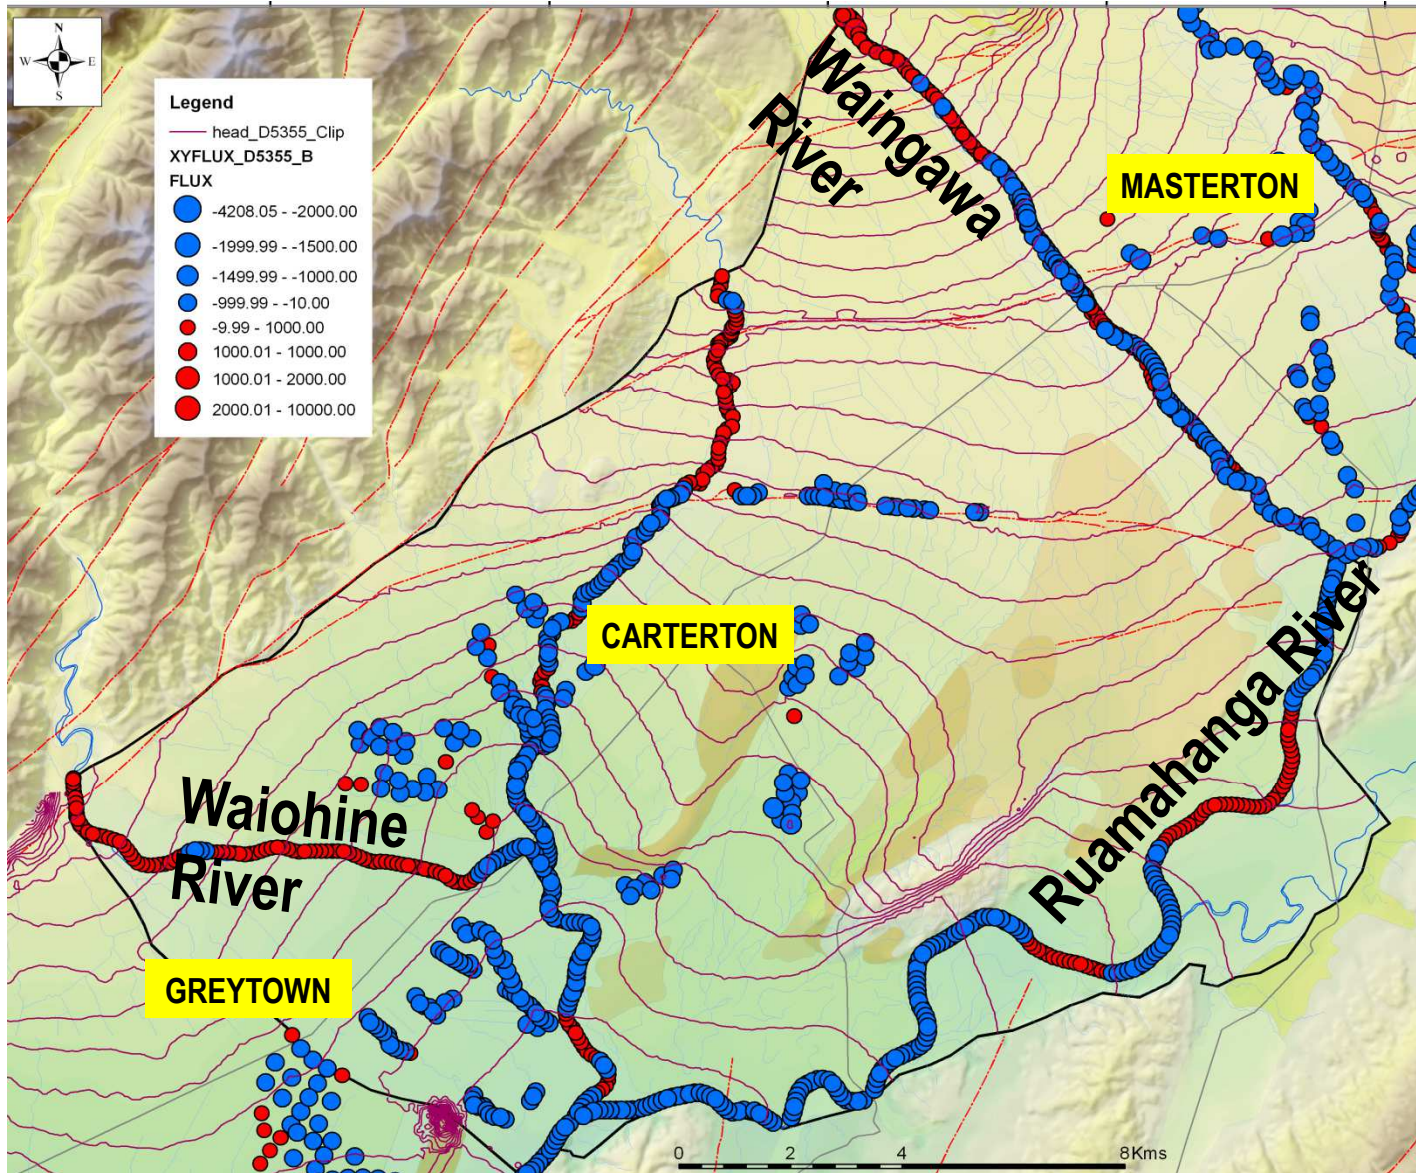 N
W E
S
Legend
head_D5355_Clip
XYFLUX_D5355_B
FLUX
-4208.05 - -2000.00
-1999.99 - -1500.00
-1499.99 - -1000.00
-999.99 - -10.00
-9.99 - 1000.00
1000.01 - 1000.00
1000.01 - 2000.00
2000.01 - 10000.00
Waingawa
River
MASTERTON
CARTERTON
Waiohine
River
Ruamahanga River
GREYTOWN
0 2 4 8 Kms